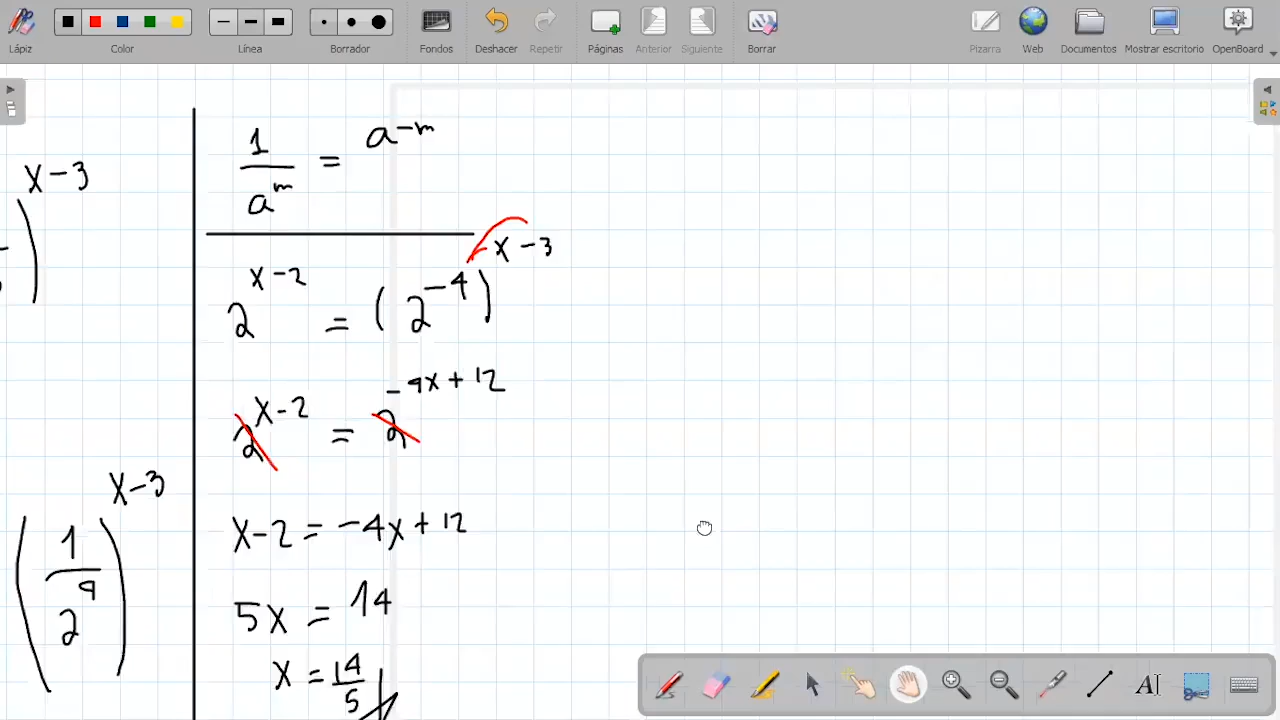 Lápiz Color Línea Borrador Fondos Deshacer Repetir Páginas Anterior Siguiente Borrar Pizarra Web Documentos Mostrar escritorio OpenBoard
x-3
(1/2^4)^(x-3)
1/a^m = a^-m
2^(x-2) = (2^-4)^(x-3)
2^(x-2) = 2^(-4x+12)
x-2 = -4x+12
5x = 14
x = 14/5
AI